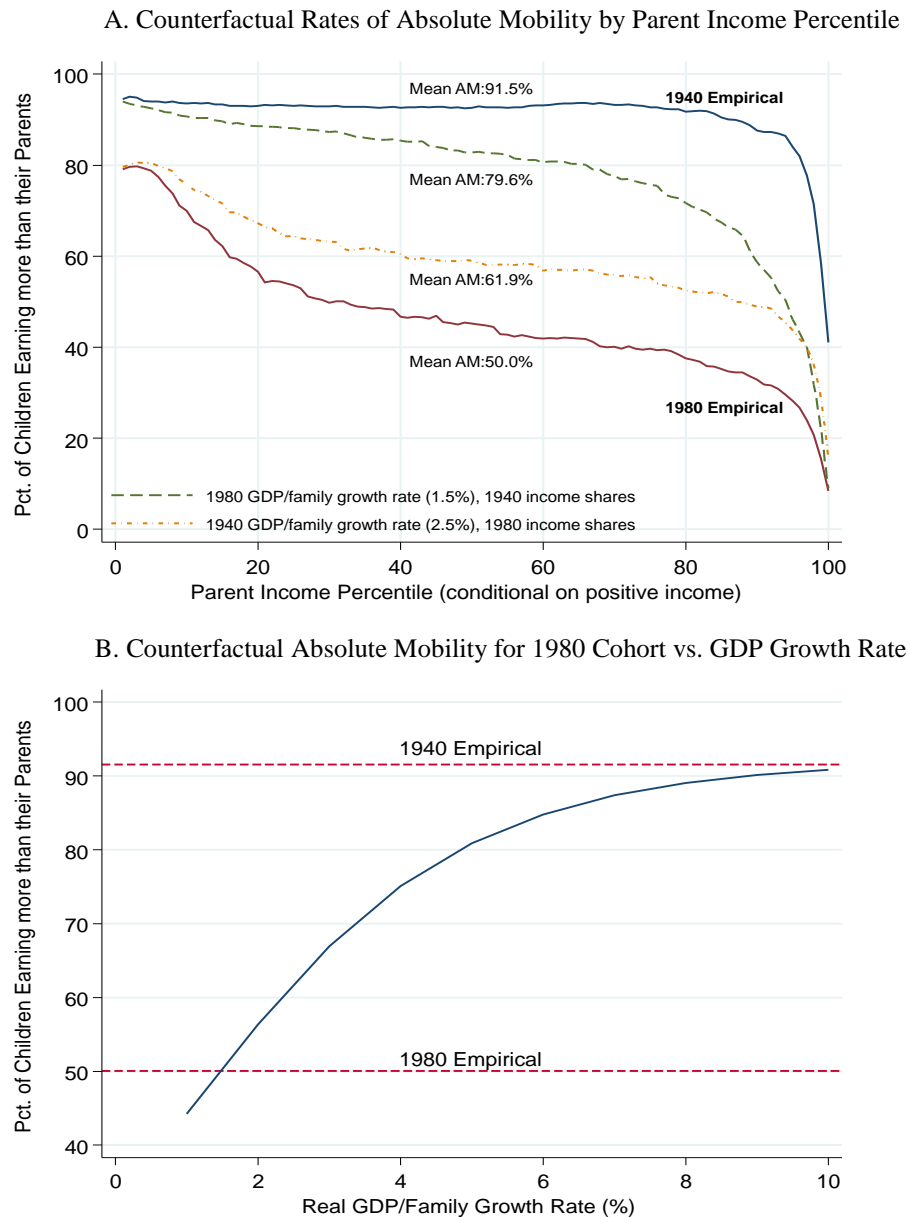 A. Counterfactual Rates of Absolute Mobility by Parent Income Percentile
Pct. of Children Earning more than their Parents
100
80
60
40
20
0
Mean AM:91.5%
1940 Empirical
Mean AM:79.6%
Mean AM:61.9%
Mean AM:50.0%
1980 Empirical
1980 GDP/family growth rate (1.5%), 1940 income shares
1940 GDP/family growth rate (2.5%), 1980 income shares
0 20 40 60 80 100
Parent Income Percentile (conditional on positive income)
B. Counterfactual Absolute Mobility for 1980 Cohort vs. GDP Growth Rate
Pct. of Children Earning more than their Parents
100
90
80
70
60
50
40
1940 Empirical
1980 Empirical
0 2 4 6 8 10
Real GDP/Family Growth Rate (%)